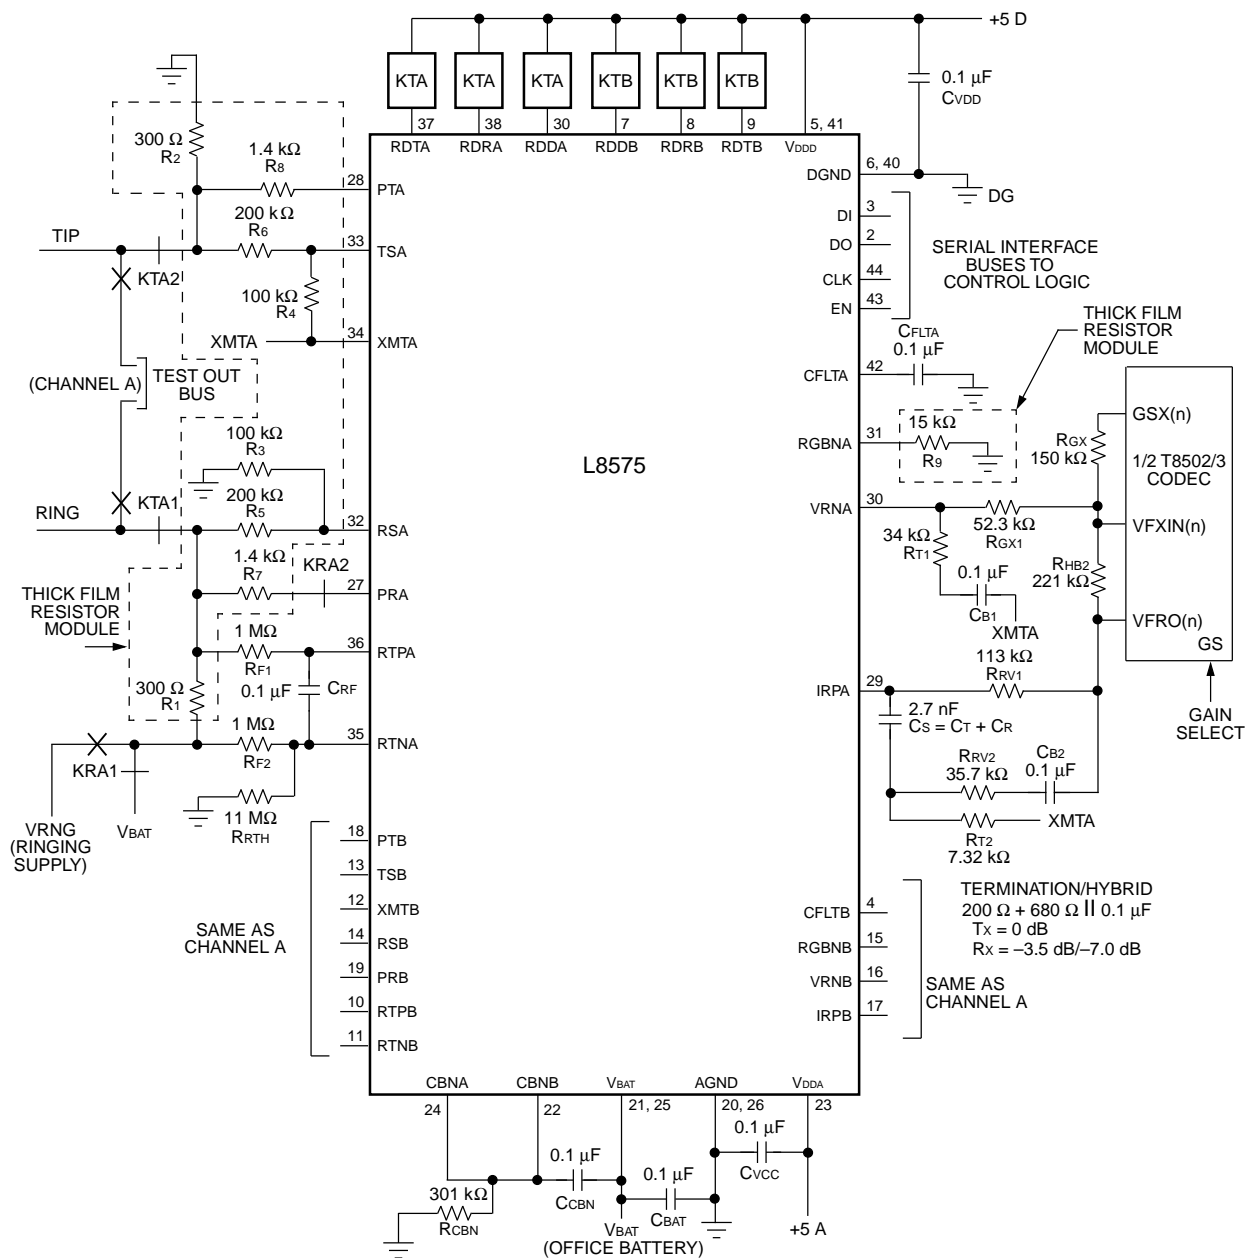 +5 D
KTA
KTA
KTA
KTB
KTB
KTB
0.1 µF
CVDD
37
38
30
7
8
9
5, 41
RDTA
RDRA
RDDA
RDDB
RDRB
RDTB
VDDD
300 Ω
R2
1.4 kΩ
R8
28
PTA
200 kΩ
R6
33
TSA
TIP
KTA2
100 kΩ
R4
XMTA
34
XMTA
(CHANNEL A)
TEST OUT
BUS
100 kΩ
R3
200 kΩ
R5
RING
KTA1
32
RSA
1.4 kΩ
R7
KRA2
27
PRA
THICK FILM
RESISTOR
MODULE
1 MΩ
RF1
36
RTPA
300 Ω
R1
0.1 µF
CRF
1 MΩ
RF2
35
RTNA
KRA1
11 MΩ
RRTH
VRNG
(RINGING
SUPPLY)
VBAT
SAME AS
CHANNEL A
18
PTB
13
TSB
12
XMTB
14
RSB
19
PRB
10
RTPB
11
RTNB
L8575
DGND
6, 40
DG
DI
3
DO
2
CLK
44
EN
43
SERIAL INTERFACE
BUSES TO
CONTROL LOGIC
THICK FILM
RESISTOR
MODULE
CFLTA
0.1 µF
CFLTA
42
RGBNA
31
15 kΩ
R9
VRNA
30
52.3 kΩ
RGX1
34 kΩ
RT1
0.1 µF
CB1
XMTA
RGX
150 kΩ
RHB2
221 kΩ
GSX(n)
1/2 T8502/3
CODEC
VFXIN(n)
VFRO(n)
GS
GAIN
SELECT
IRPA
29
113 kΩ
RRV1
2.7 nF
CS = CT + CR
RRV2
35.7 kΩ
CB2
0.1 µF
XMTA
RT2
7.32 kΩ
TERMINATION/HYBRID
200 Ω + 680 Ω || 0.1 µF
TX = 0 dB
RX = –3.5 dB/–7.0 dB
CFLTB
4
RGBNB
15
VRNB
16
IRPB
17
SAME AS
CHANNEL A
CBNA
CBNB
VBAT
AGND
VDDA
24
22
21, 25
20, 26
23
301 kΩ
RCBN
0.1 µF
CCBN
0.1 µF
CBAT
0.1 µF
CVCC
VBAT
(OFFICE BATTERY)
+5 A